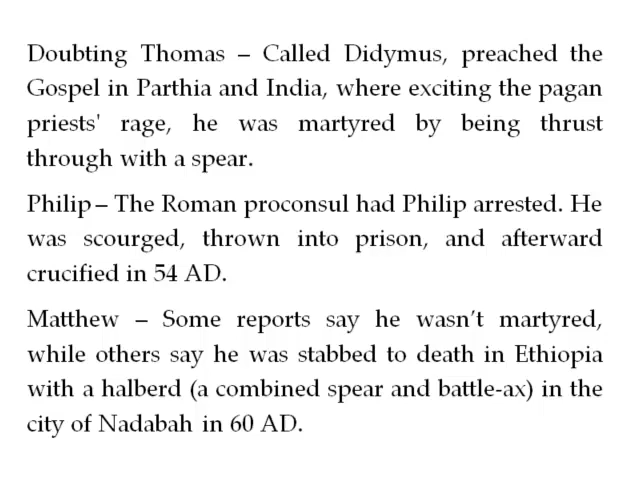 Doubting Thomas – Called Didymus, preached the
Gospel in Parthia and India, where exciting the pagan
priests' rage, he was martyred by being thrust
through with a spear.
Philip – The Roman proconsul had Philip arrested. He
was scourged, thrown into prison, and afterward
crucified in 54 AD.
Matthew – Some reports say he wasn't martyred,
while others say he was stabbed to death in Ethiopia
with a halberd (a combined spear and battle-ax) in the
city of Nadabah in 60 AD.